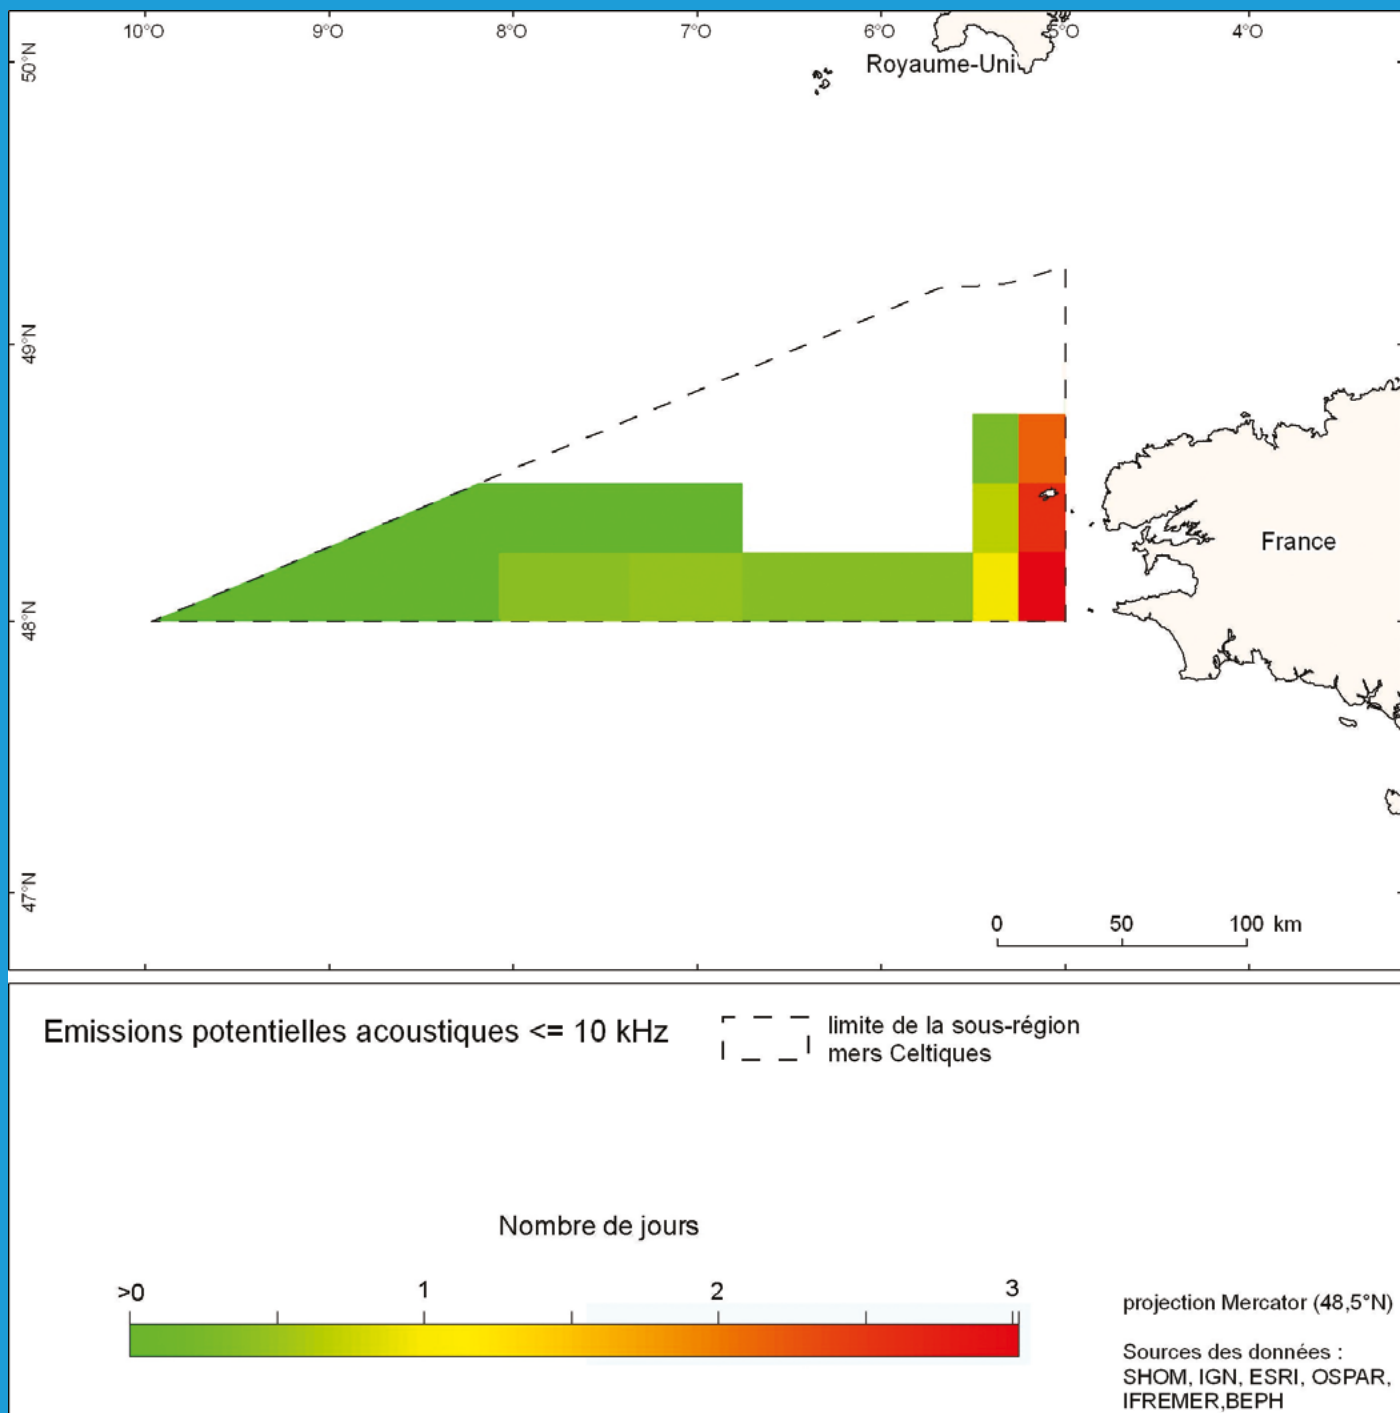 10°O 9°O 8°O 7°O 6°O 5°O 4°O
50°N
Royaume-Uni
49°N
France
48°N
47°N
0 50 100 km
Emissions potentielles acoustiques <= 10 kHz
limite de la sous-région
mers Celtiques
Nombre de jours
>0 1 2 3
projection Mercator (48,5°N)
Sources des données :
SHOM, IGN, ESRI, OSPAR,
IFREMER,BEPH